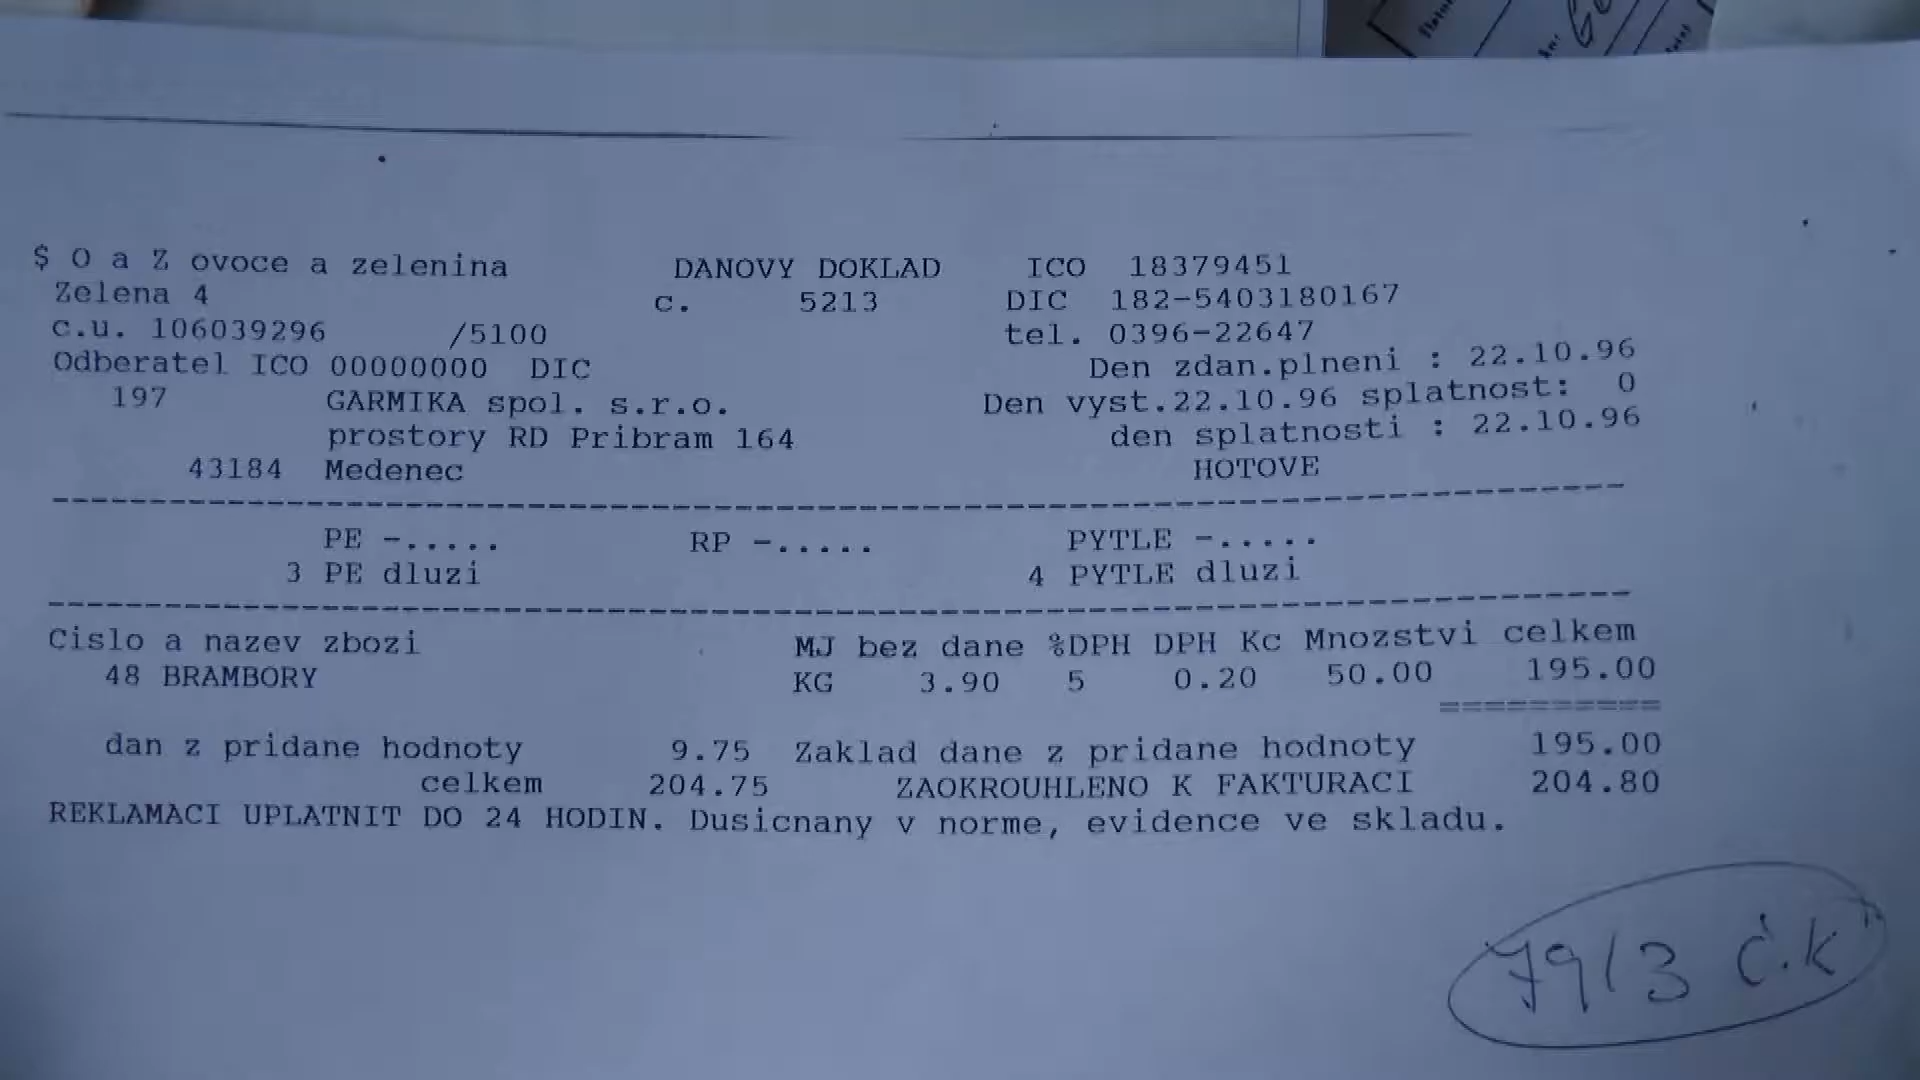 $ O a Z ovoce a zelenina DANOVY DOKLAD ICO 18379451
Zelena 4 c. 5213 DIC 182-5403180167
c.u. 106039296 /5100 tel. 0396-22647
Odberatel ICO 00000000 DIC Den zdan.plneni : 22.10.96
197 GARMIKA spol. s.r.o. Den vyst.22.10.96 splatnost: 0
prostory RD Pribram 164 den splatnosti : 22.10.96
43184 Medenec HOTOVE
PE -..... RP -..... PYTLE -.....
3 PE dluzi 4 PYTLE dluzi
Cislo a nazev zbozi MJ bez dane %DPH DPH Kc Mnozstvi celkem
48 BRAMBORY KG 3.90 5 0.20 50.00 195.00
==========
dan z pridane hodnoty 9.75 Zaklad dane z pridane hodnoty 195.00
celkem 204.75 ZAOKROUHLENO K FAKTURACI 204.80
REKLAMACI UPLATNIT DO 24 HODIN. Dusicnany v norme, evidence ve skladu.
79/3 č.k